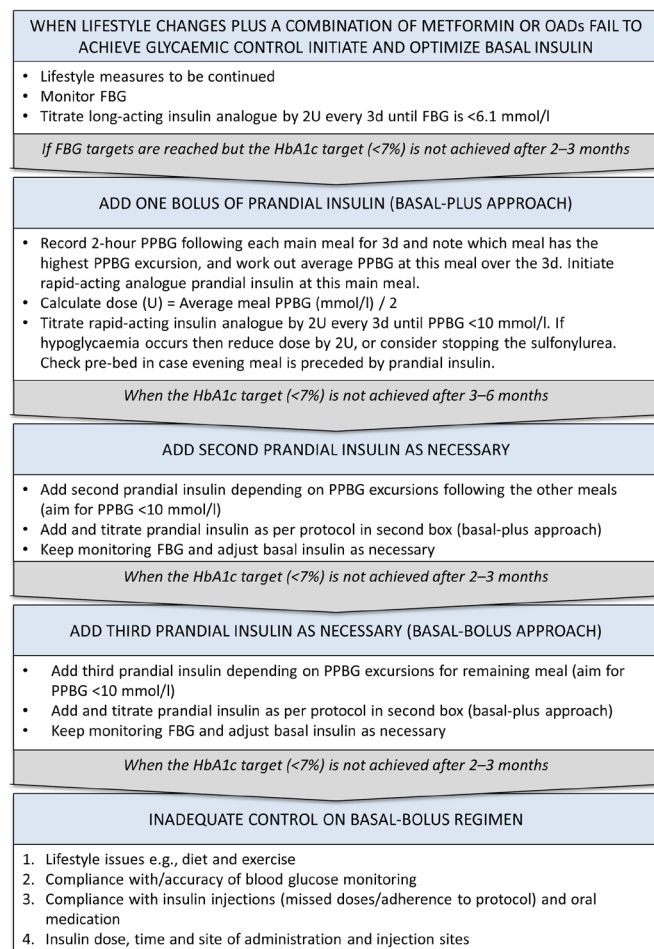 WHEN LIFESTYLE CHANGES PLUS A COMBINATION OF METFORMIN OR OADs FAIL TO
ACHIEVE GLYCAEMIC CONTROL INITIATE AND OPTIMIZE BASAL INSULIN
• Lifestyle measures to be continued
• Monitor FBG
• Titrate long-acting insulin analogue by 2U every 3d until FBG is <6.1 mmol/l
If FBG targets are reached but the HbA1c target (<7%) is not achieved after 2–3 months
ADD ONE BOLUS OF PRANDIAL INSULIN (BASAL-PLUS APPROACH)
• Record 2-hour PPBG following each main meal for 3d and note which meal has the
highest PPBG excursion, and work out average PPBG at this meal over the 3d. Initiate
rapid-acting analogue prandial insulin at this main meal.
• Calculate dose (U) = Average meal PPBG (mmol/l) / 2
• Titrate rapid-acting insulin analogue by 2U every 3d until PPBG <10 mmol/l. If
hypoglycaemia occurs then reduce dose by 2U, or consider stopping the sulfonylurea.
Check pre-bed in case evening meal is preceded by prandial insulin.
When the HbA1c target (<7%) is not achieved after 3–6 months
ADD SECOND PRANDIAL INSULIN AS NECESSARY
• Add second prandial insulin depending on PPBG excursions following the other meals
(aim for PPBG <10 mmol/l)
• Add and titrate prandial insulin as per protocol in second box (basal-plus approach)
• Keep monitoring FBG and adjust basal insulin as necessary
When the HbA1c target (<7%) is not achieved after 2–3 months
ADD THIRD PRANDIAL INSULIN AS NECESSARY (BASAL-BOLUS APPROACH)
• Add third prandial insulin depending on PPBG excursions for remaining meal (aim for
PPBG <10 mmol/l)
• Add and titrate prandial insulin as per protocol in second box (basal-plus approach)
• Keep monitoring FBG and adjust basal insulin as necessary
When the HbA1c target (<7%) is not achieved after 2–3 months
INADEQUATE CONTROL ON BASAL-BOLUS REGIMEN
1. Lifestyle issues e.g., diet and exercise
2. Compliance with/accuracy of blood glucose monitoring
3. Compliance with insulin injections (missed doses/adherence to protocol) and oral
medication
4. Insulin dose, time and site of administration and injection sites